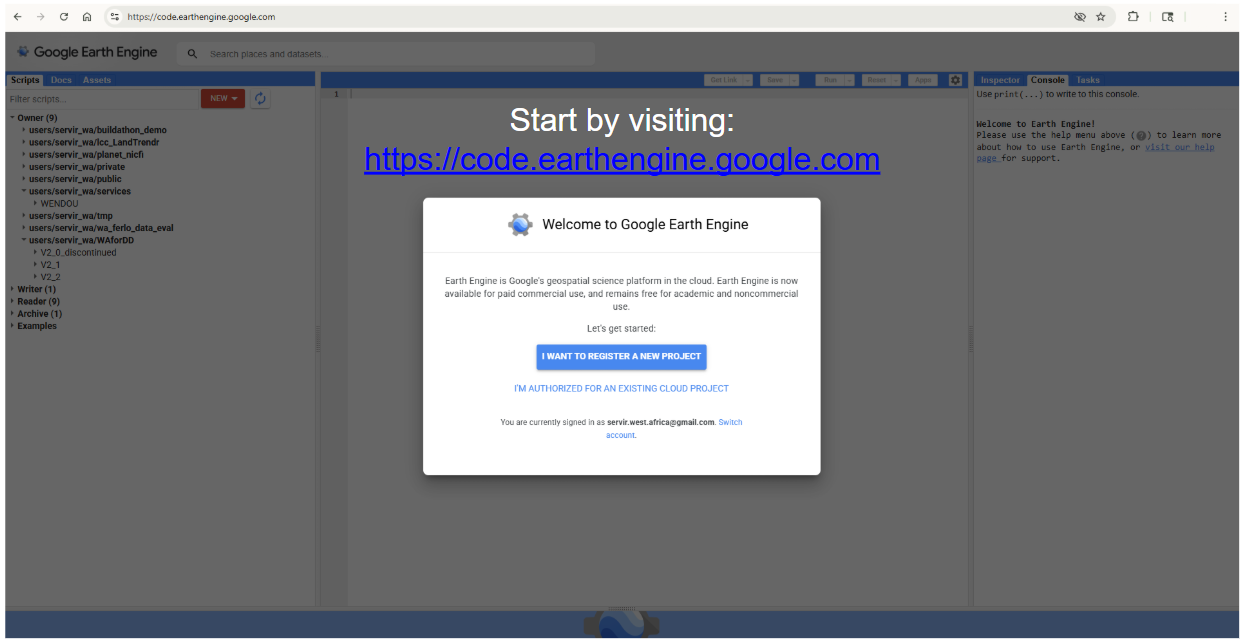 https://code.earthengine.google.com
Google Earth Engine
Search places and datasets...
Scripts Docs Assets
Filter scripts...
NEW
Owner (9)
users/servir_wa/buildathon_demo
users/servir_wa/lcc_LandTrendr
users/servir_wa/planet_nicfi
users/servir_wa/private
users/servir_wa/public
users/servir_wa/services
WENDOU
users/servir_wa/tmp
users/servir_wa/wa_ferlo_data_eval
users/servir_wa/WAforDD
V2_0_discontinued
V2_1
V2_2
Writer (1)
Reader (9)
Archive (1)
Examples
Get Link Save Run Reset Apps
1
Start by visiting:
https://code.earthengine.google.com
Welcome to Google Earth Engine
Earth Engine is Google's geospatial science platform in the cloud. Earth Engine is now
available for paid commercial use, and remains free for academic and noncommercial
use.
Let's get started:
I WANT TO REGISTER A NEW PROJECT
I'M AUTHORIZED FOR AN EXISTING CLOUD PROJECT
You are currently signed in as servir.west.africa@gmail.com. Switch
account.
Inspector Console Tasks
Use print(...) to write to this console.
Welcome to Earth Engine!
Please use the help menu above (?) to learn more
about how to use Earth Engine, or visit our help
page for support.